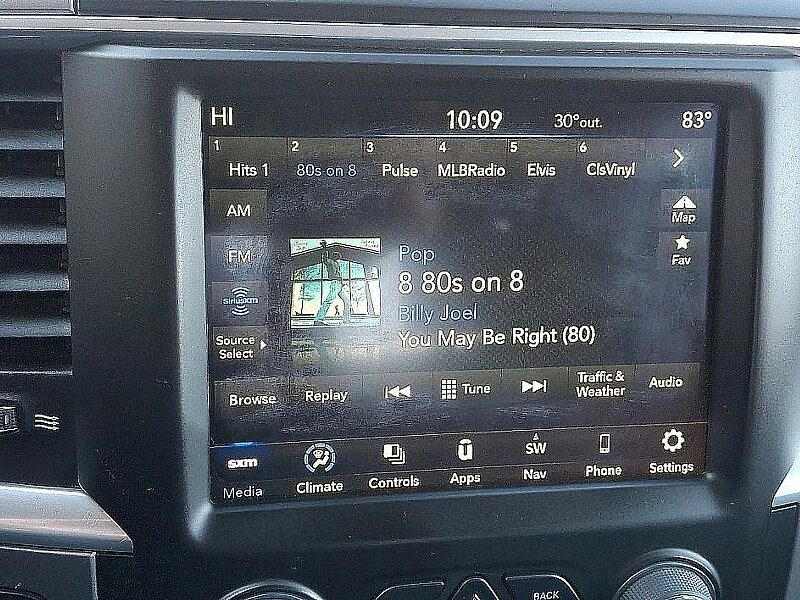 HI 10:09 30°out. 83°
1 2 3 4 5 6
Hits 1 80s on 8 Pulse MLBRadio Elvis ClsVinyl
AM
Map
FM
Fav
SiriusXM
Pop
8 80s on 8
Billy Joel
You May Be Right (80)
Source
Select
Browse Replay Tune Traffic &
Weather Audio
sxm
Media Climate Controls Apps
SW
Nav Phone Settings
BACK